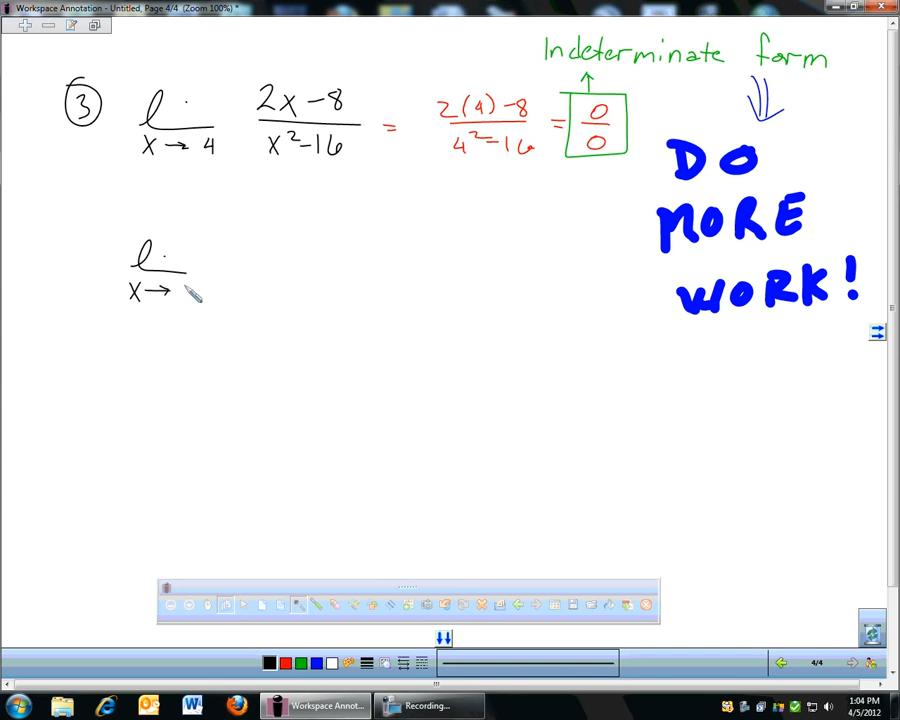 Workspace Annotation - Untitled, Page 4/4 (Zoom 100%) *
Indeterminate form
③ lim x→4 (2x-8)/(x²-16) = (2(4)-8)/(4²-16) = 0/0
DO
MORE
WORK!
lim x→
4/4
Workspace Annot...
Recording...
1:04 PM
4/5/2012